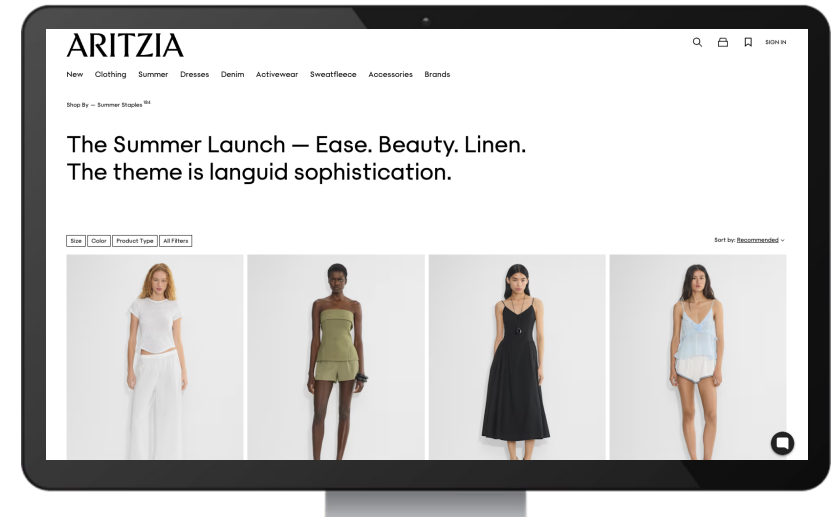 ARITZIA
SIGN IN
New Clothing Summer Dresses Denim Activewear Sweatfleece Accessories Brands
Shop By — Summer Staples 184
The Summer Launch — Ease. Beauty. Linen.
The theme is languid sophistication.
Size Color Product Type All Filters
Sort by: Recommended